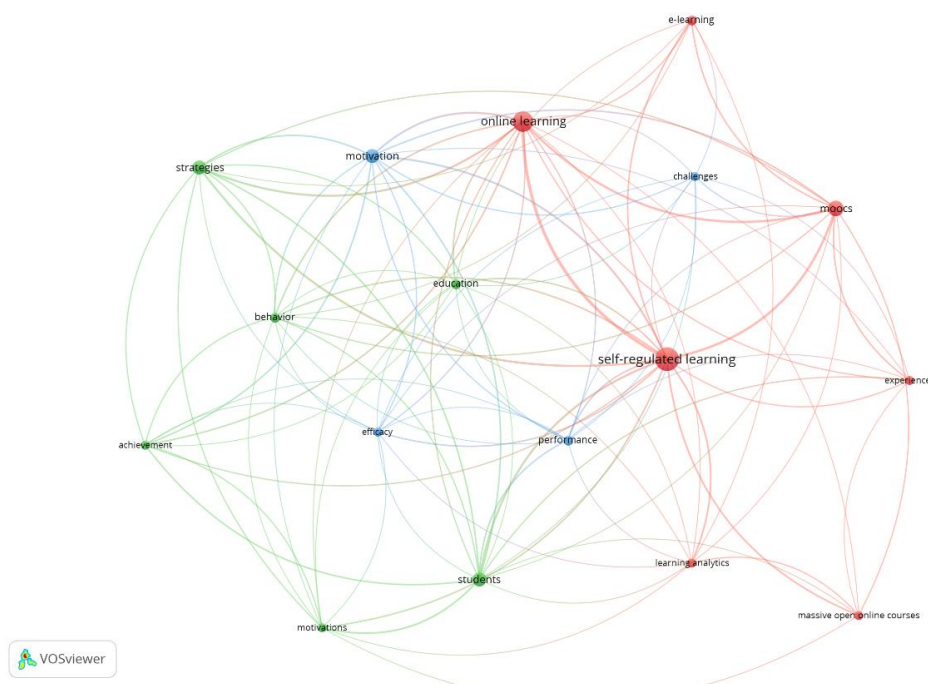 e-learning
online learning
motivation
strategies
challenges
moocs
education
behavior
self-regulated learning
experience
efficacy
performance
achievement
learning analytics
students
massive open online courses
motivations
VOSviewer